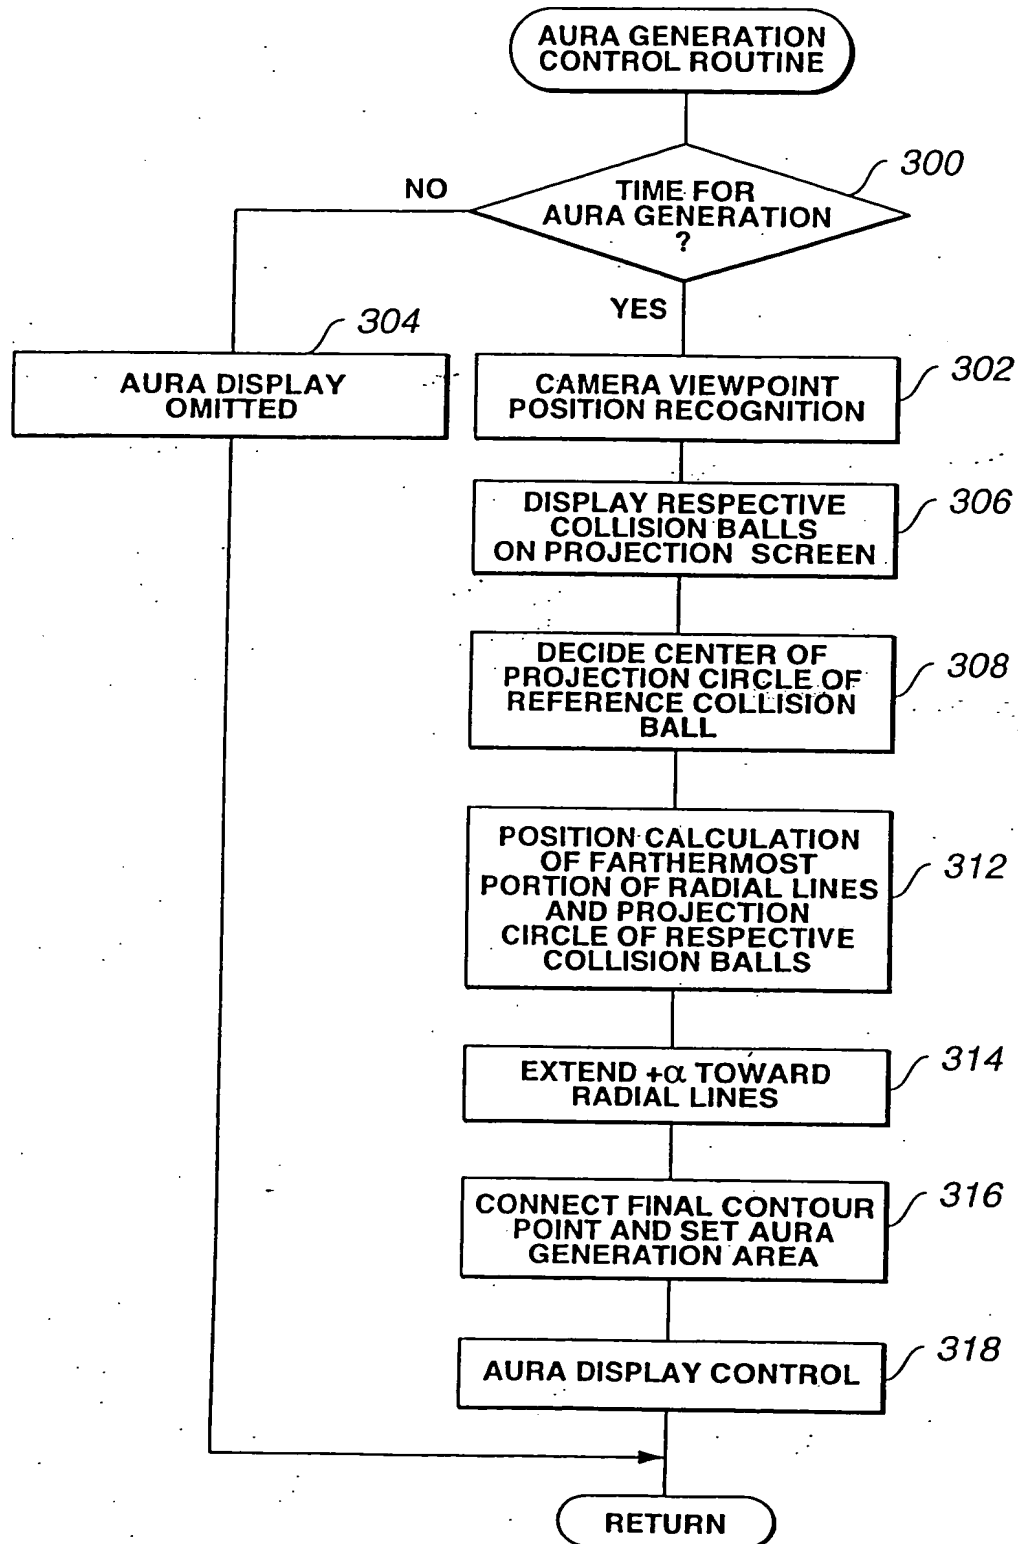 AURA GENERATION
CONTROL ROUTINE
300
NO
TIME FOR
AURA GENERATION
?
YES
304
AURA DISPLAY
OMITTED
302
CAMERA VIEWPOINT
POSITION RECOGNITION
306
DISPLAY RESPECTIVE
COLLISION BALLS
ON PROJECTION SCREEN
308
DECIDE CENTER OF
PROJECTION CIRCLE OF
REFERENCE COLLISION
BALL
312
POSITION CALCULATION
OF FARTHERMOST
PORTION OF RADIAL LINES
AND PROJECTION
CIRCLE OF RESPECTIVE
COLLISION BALLS
314
EXTEND +α TOWARD
RADIAL LINES
316
CONNECT FINAL CONTOUR
POINT AND SET AURA
GENERATION AREA
318
AURA DISPLAY CONTROL
RETURN